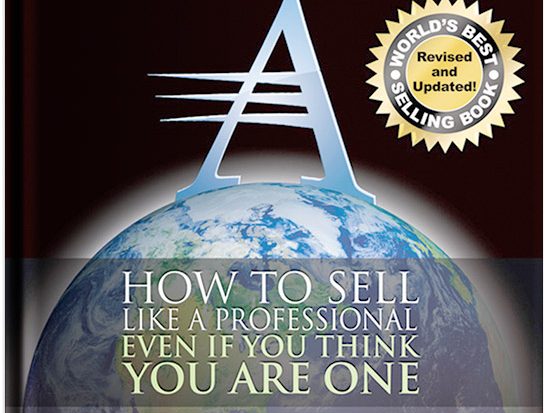 A
WORLD'S BEST
Revised
and
Updated!
SELLING BOOK
HOW TO SELL
LIKE A PROFESSIONAL
EVEN IF YOU THINK
YOU ARE ONE